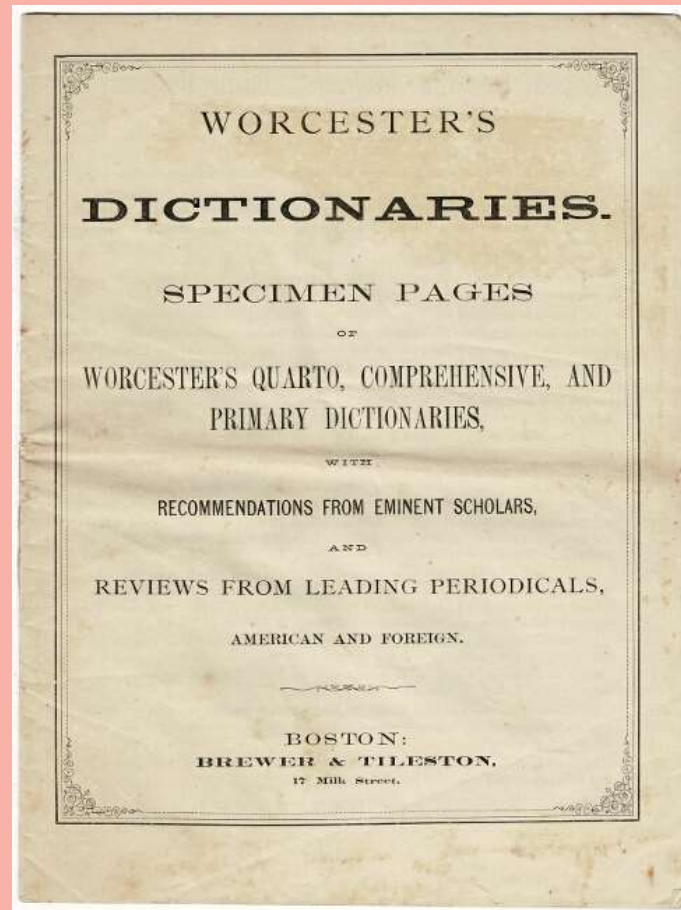 WORCESTER'S
DICTIONARIES.
SPECIMEN PAGES
OF
WORCESTER'S QUARTO, COMPREHENSIVE, AND
PRIMARY DICTIONARIES,
WITH
RECOMMENDATIONS FROM EMINENT SCHOLARS,
AND
REVIEWS FROM LEADING PERIODICALS,
AMERICAN AND FOREIGN.
BOSTON:
BREWER & TILESTON,
17 Milk Street.